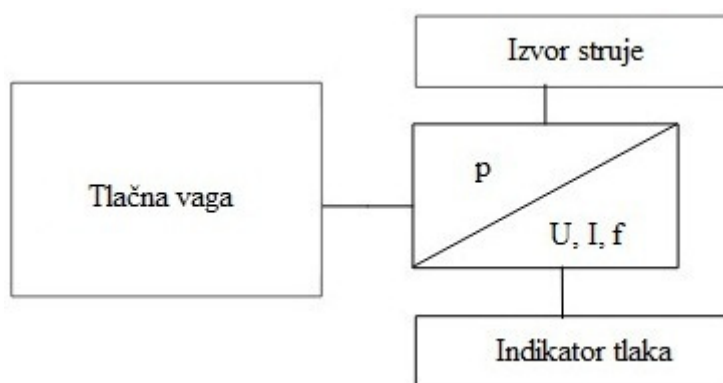 Izvor struje
Tlačna vaga
p
U, I, f
Indikator tlaka